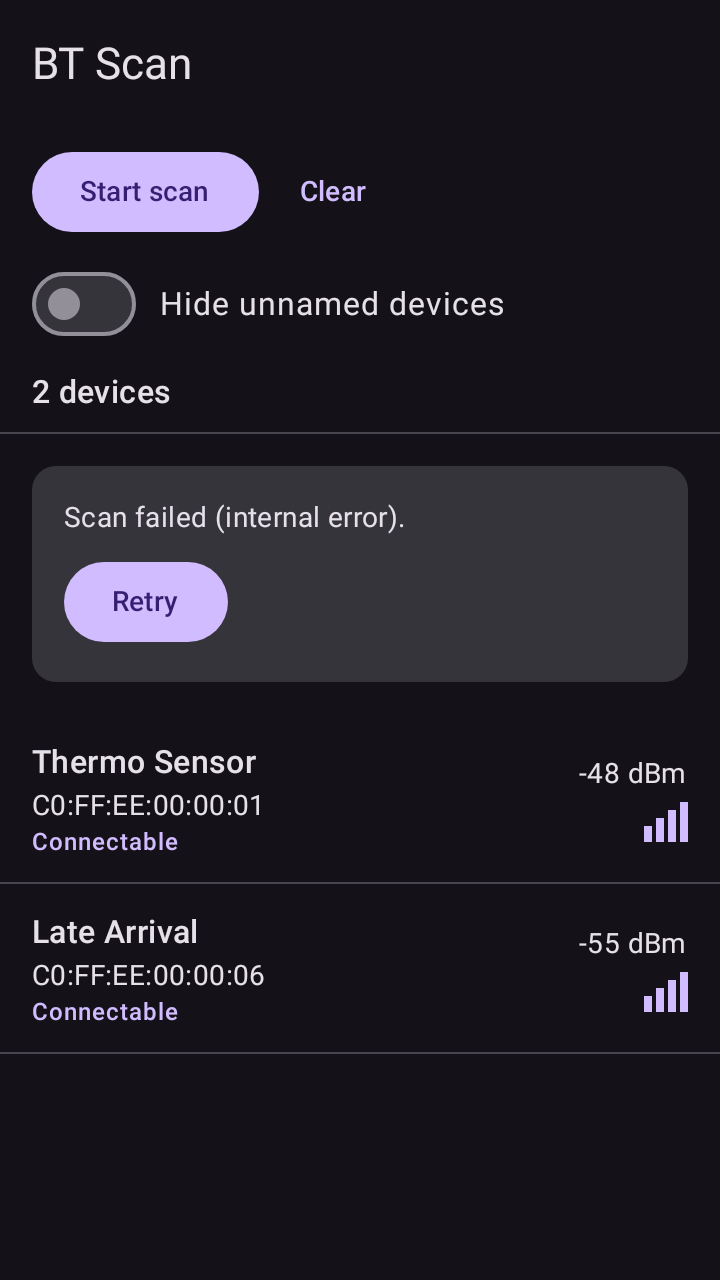 BT Scan
Start scan
Clear
Hide unnamed devices
2 devices
Scan failed (internal error).
Retry
Thermo Sensor
-48 dBm
C0:FF:EE:00:00:01
Connectable
Late Arrival
-55 dBm
C0:FF:EE:00:00:06
Connectable